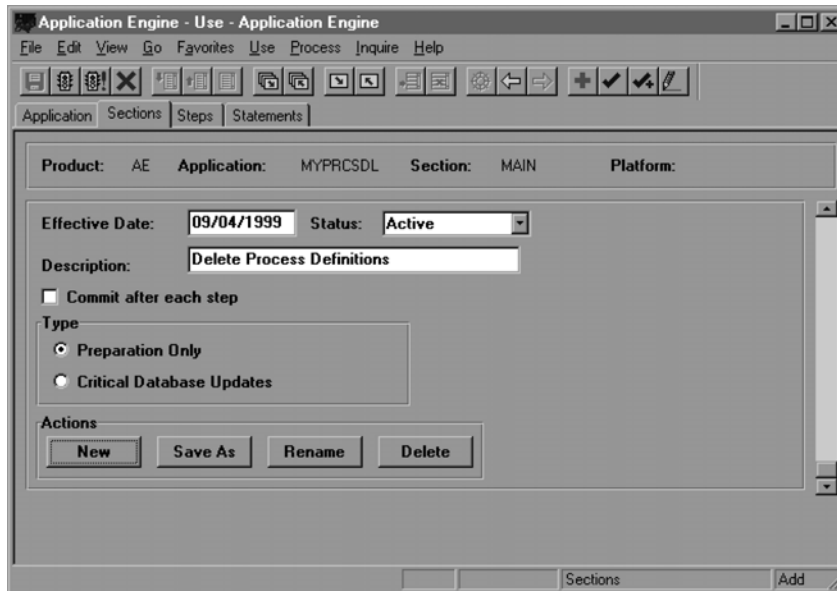 Application Engine - Use - Application Engine
File Edit View Go Favorites Use Process Inquire Help
Application Sections Steps Statements
Product: AE Application: MYPRCSDL Section: MAIN Platform:
Effective Date: 09/04/1999 Status: Active
Description: Delete Process Definitions
Commit after each step
Type
Preparation Only
Critical Database Updates
Actions
New Save As Rename Delete
Sections Add